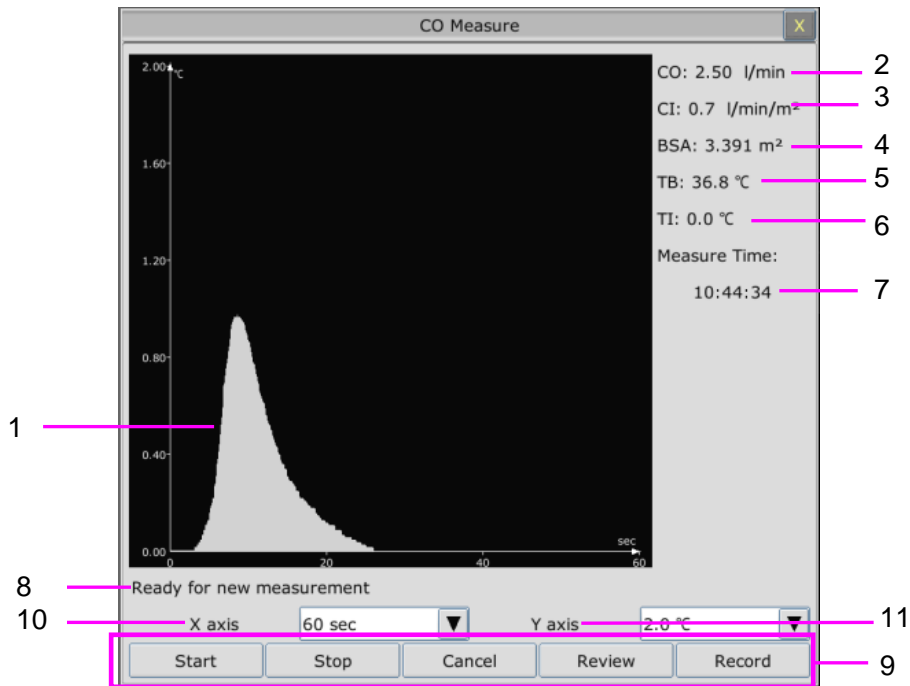 CO Measure X
2.00 ℃
1.60
1.20
0.80
0.40
0.00
0 20 40 60
sec
CO: 2.50 l/min
CI: 0.7 l/min/m²
BSA: 3.391 m²
TB: 36.8 ℃
TI: 0.0 ℃
Measure Time:
10:44:34
2
3
4
5
6
7
1
8
Ready for new measurement
10
X axis 60 sec Y axis 2.0 ℃
11
Start Stop Cancel Review Record
9